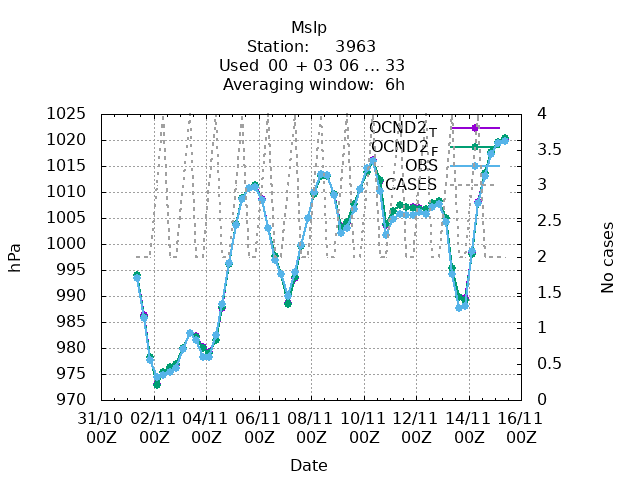 Mslp
Station: 3963
Used 00 + 03 06 ... 33
Averaging window: 6h
hPa
1025
1020
1015
1010
1005
1000
995
990
985
980
975
970
OCND2_T
OCND2_F
OBS
CASES
4
3.5
3
2.5
2
1.5
1
0.5
0
No cases
31/10 02/11 04/11 06/11 08/11 10/11 12/11 14/11 16/11
00Z 00Z 00Z 00Z 00Z 00Z 00Z 00Z 00Z
Date